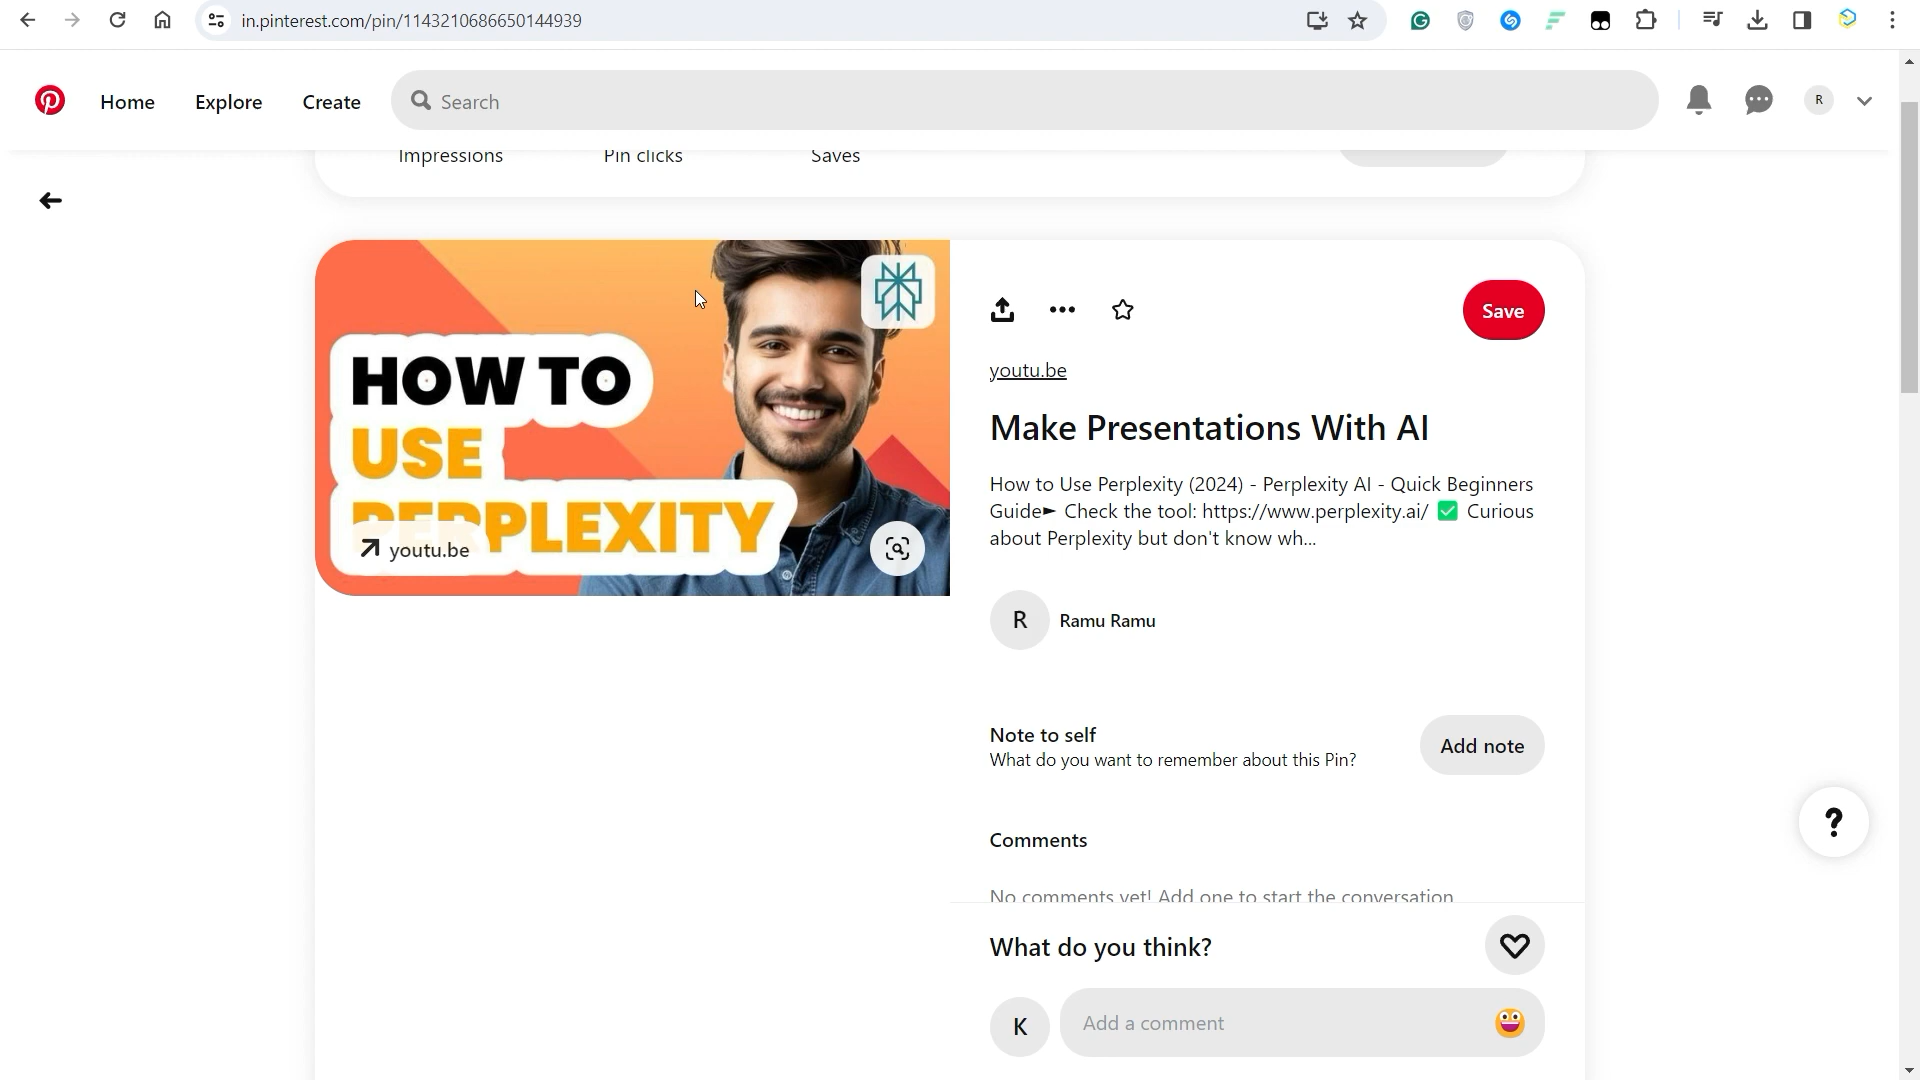 in.pinterest.com/pin/1143210686650144939
Home
Explore
Create
Search
R
Impressions
Pin clicks
Saves
HOW TO
USE
PERPLEXITY
youtu.be
Save
youtu.be
Make Presentations With AI
How to Use Perplexity (2024) - Perplexity AI - Quick Beginners
Guide► Check the tool: https://www.perplexity.ai/ ✅ Curious
about Perplexity but don't know wh...
R
Ramu Ramu
Note to self
What do you want to remember about this Pin?
Add note
?
Comments
No comments yet! Add one to start the conversation
What do you think?
K
Add a comment